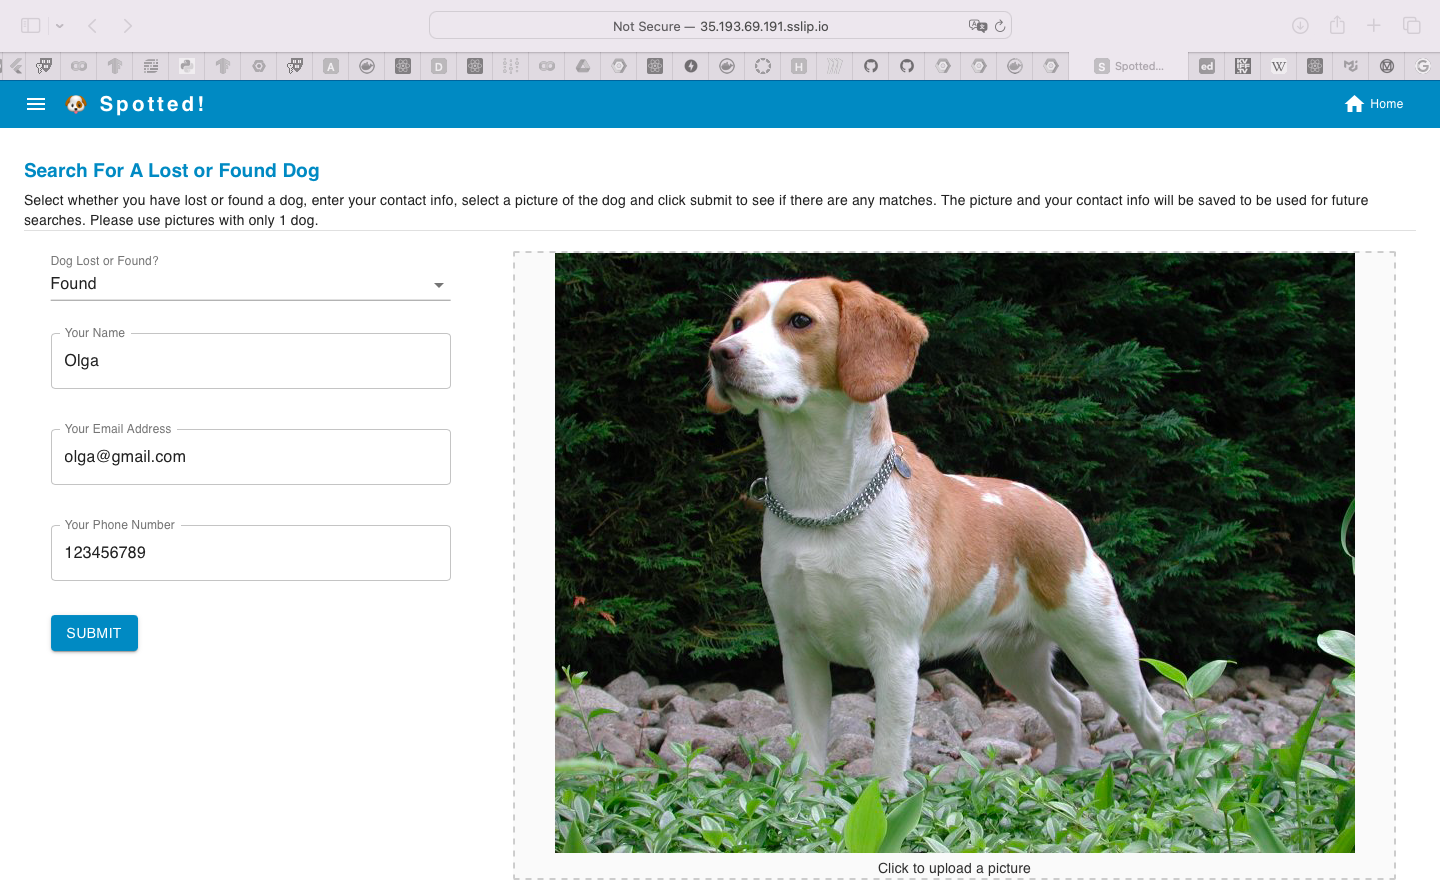 Not Secure — 35.193.69.191.sslip.io
A
D
H
S Spotted...
ed
W
M
G
Spotted!
Home
Search For A Lost or Found Dog
Select whether you have lost or found a dog, enter your contact info, select a picture of the dog and click submit to see if there are any matches. The picture and your contact info will be saved to be used for future
searches. Please use pictures with only 1 dog.
Dog Lost or Found?
Found
Your Name
Olga
Your Email Address
olga@gmail.com
Your Phone Number
123456789
SUBMIT
Click to upload a picture